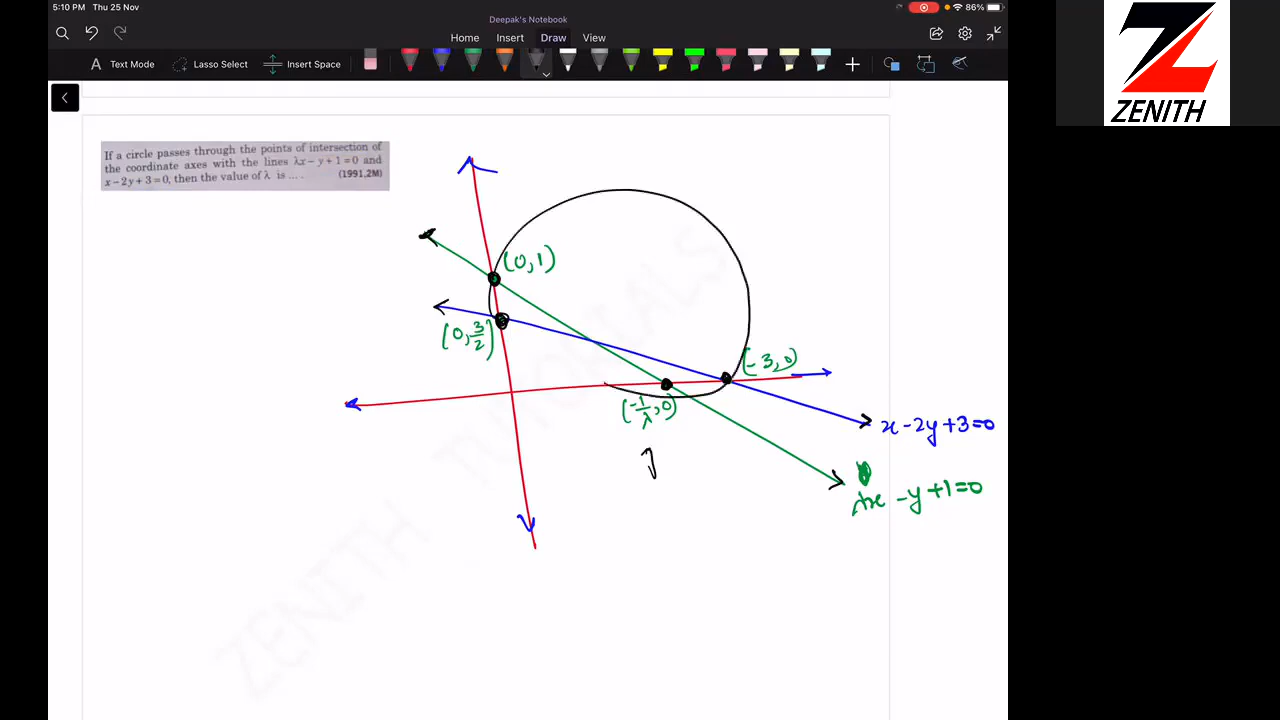 5:10 PM Thu 25 Nov
86%
Deepak's Notebook
Home Insert Draw View
Text Mode Lasso Select Insert Space
ZENITH
If a circle passes through the points of intersection of
the coordinate axes with the lines λx – y + 1 = 0 and
x – 2y + 3 = 0, then the value of λ is ... . (1991, 2M)
(0,1)
(0, 3/2)
(-3,0)
(-1/λ, 0)
x-2y+3=0
λx-y+1=0
ZENITH TUTORIALS